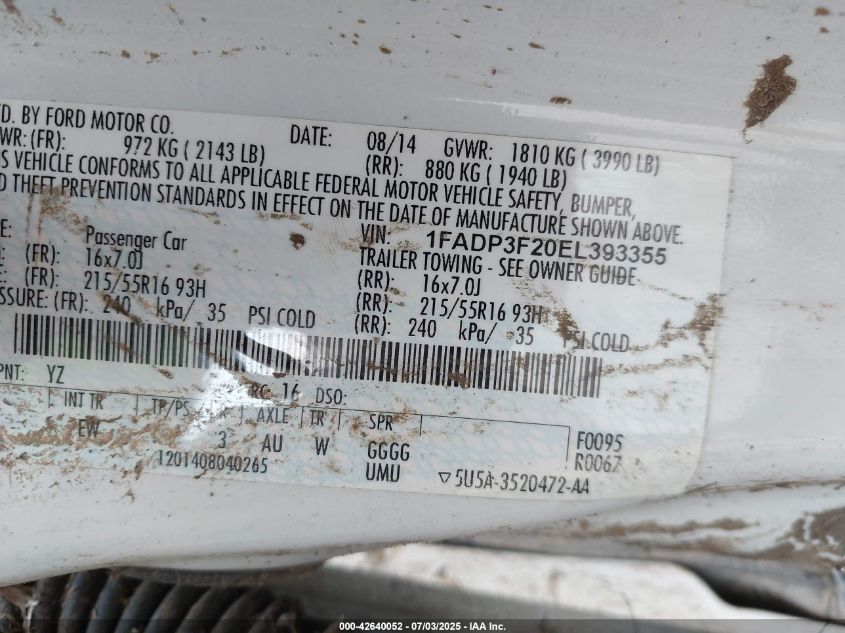 D. BY FORD MOTOR CO. DATE: 08/14 GVWR: 1810 KG ( 3990 LB)
WR: (FR): 972 KG ( 2143 LB) (RR): 880 KG ( 1940 LB)
S VEHICLE CONFORMS TO ALL APPLICABLE FEDERAL MOTOR VEHICLE SAFETY, BUMPER,
D THEFT PREVENTION STANDARDS IN EFFECT ON THE DATE OF MANUFACTURE SHOWN ABOVE.
E: Passenger Car VIN: 1FADP3F20EL393355
TRAILER TOWING - SEE OWNER GUIDE
(FR): 16x7.0J (RR): 16x7.0J
(FR): 215/55R16 93H (RR): 215/55R16 93H
SSURE: (FR): 240 kPa/ 35 PSI COLD (RR): 240 kPa/ 35 PSI COLD
PNT: YZ RC: 16 DSO:
INT TR TP/PS R AXLE TR SPR
EW 3 AU W GGGG F0095
1201408040265 UMU R0067
▽5U5A-3520472-AA
000-42640052 - 07/03/2025 - IAA Inc.